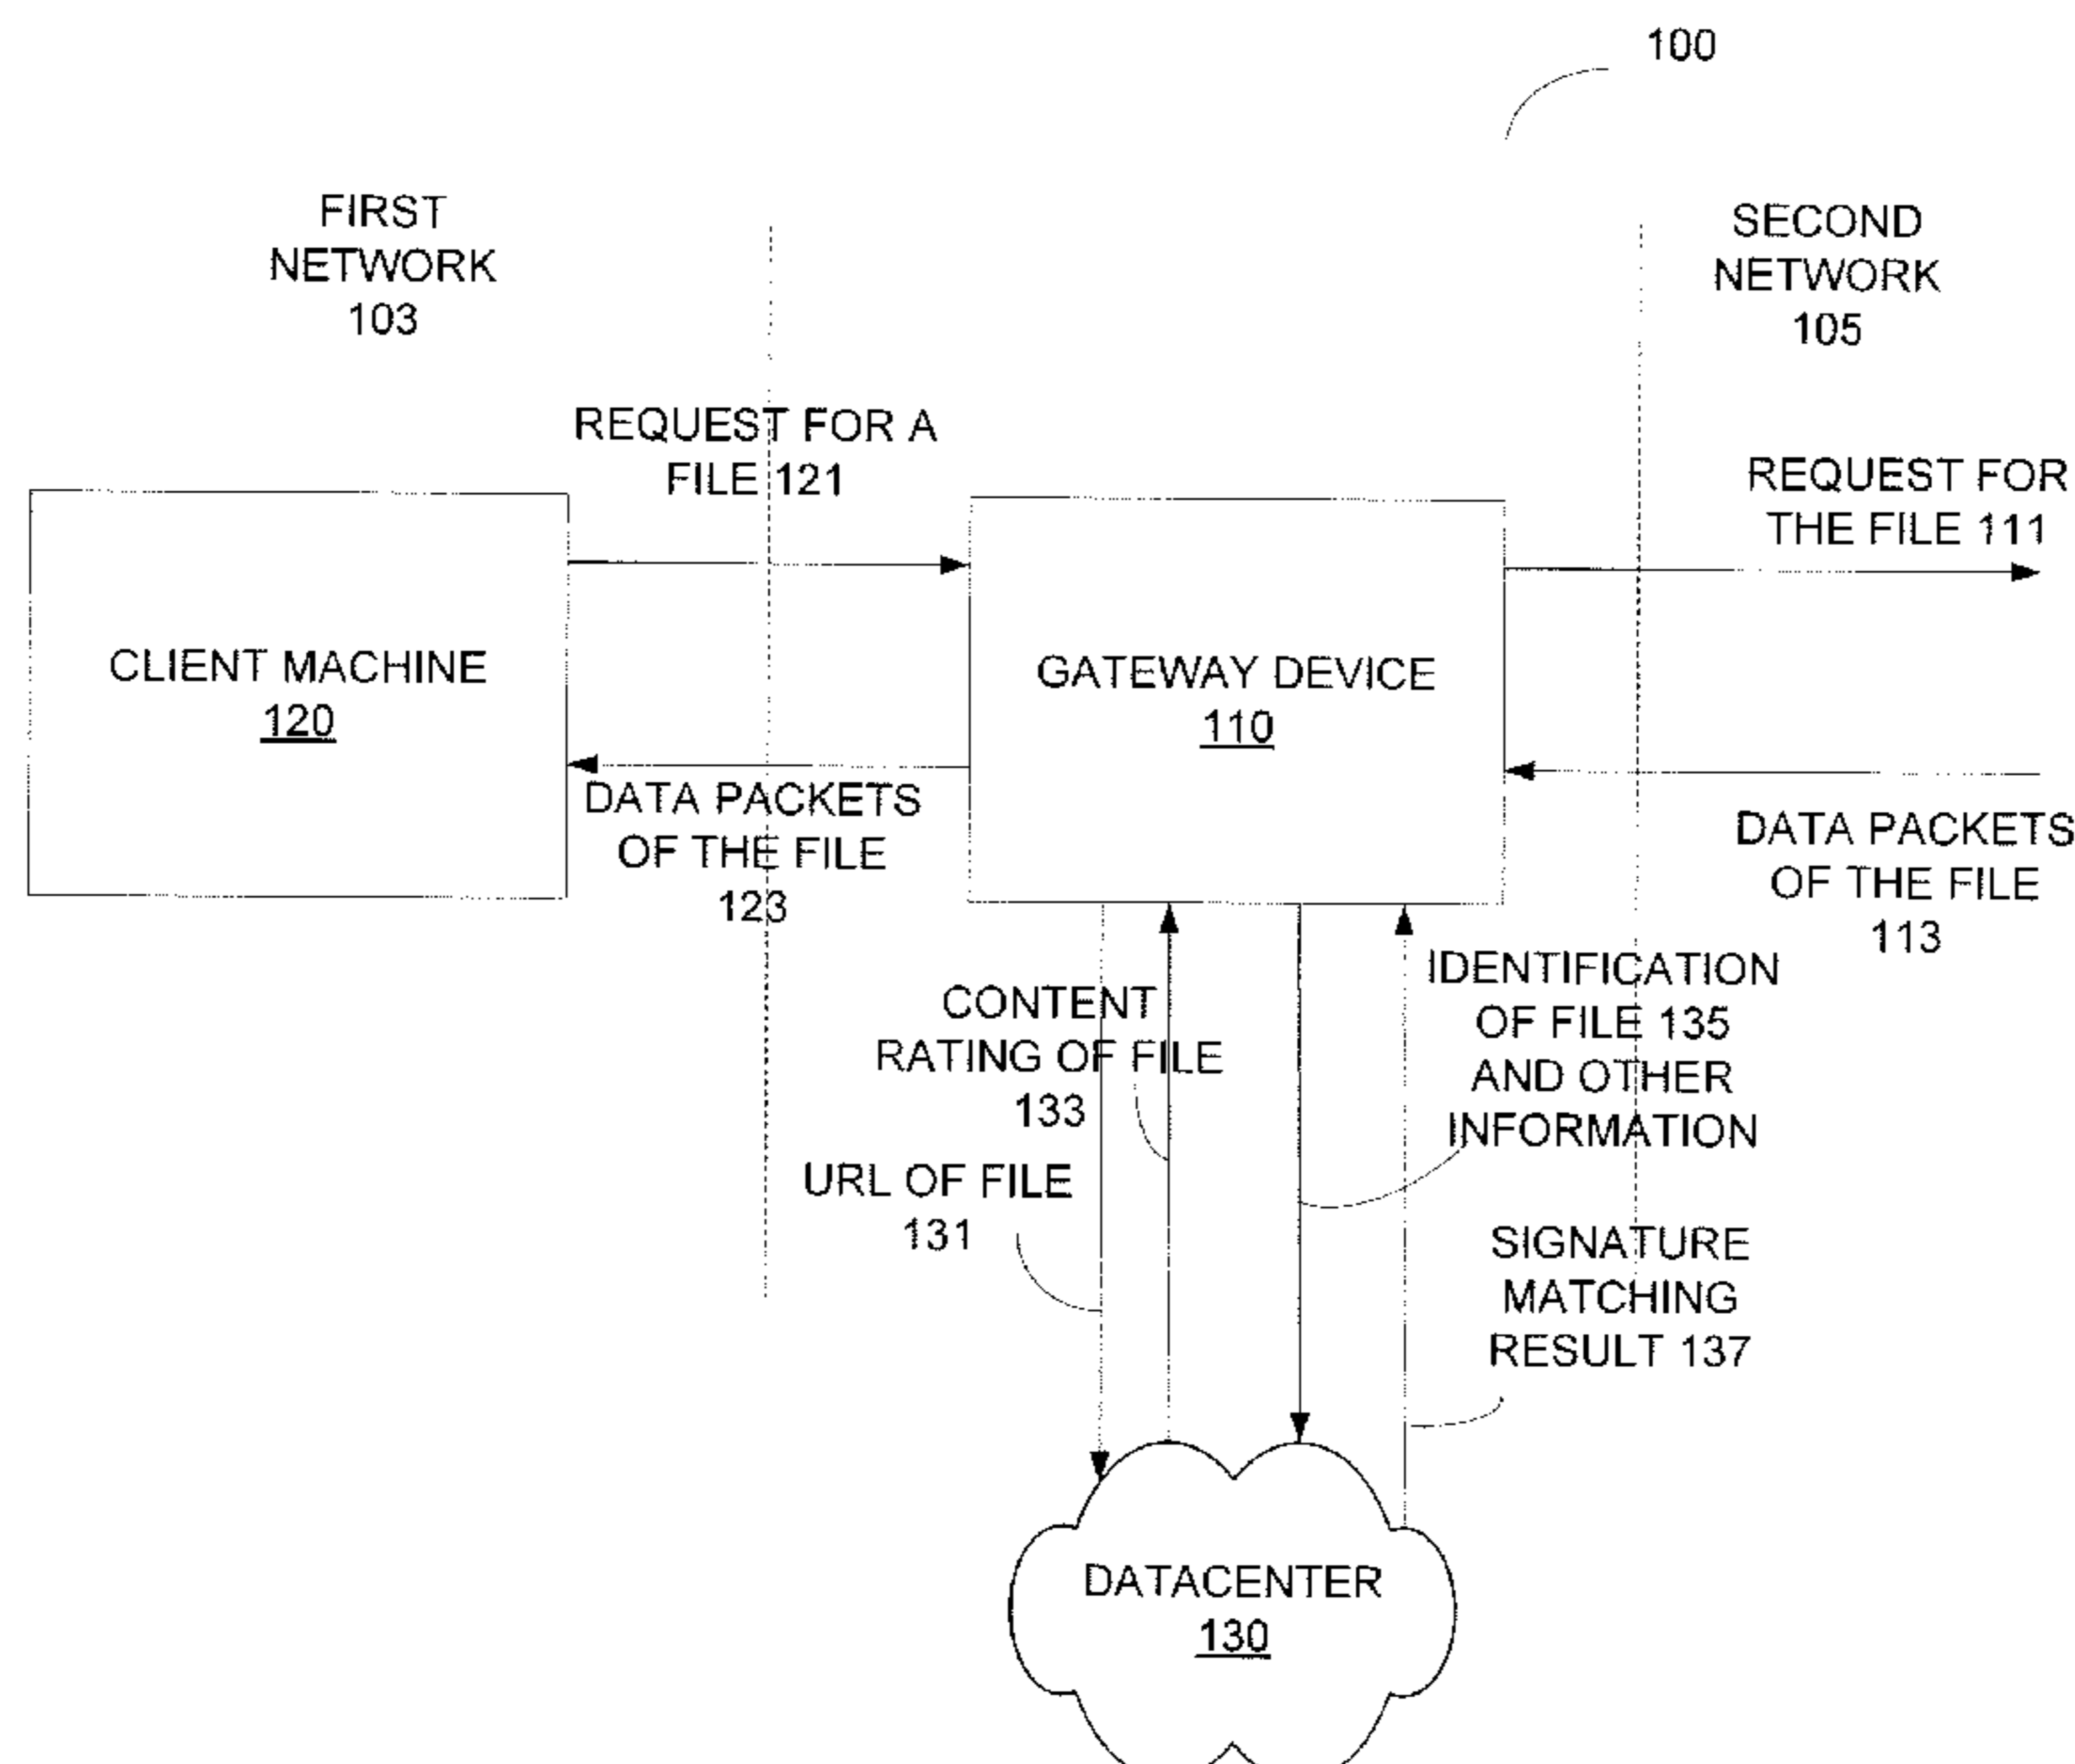 100
FIRST
NETWORK
103
SECOND
NETWORK
105
REQUEST FOR A
FILE 121
REQUEST FOR
THE FILE 111
CLIENT MACHINE
120
GATEWAY DEVICE
110
DATA PACKETS
OF THE FILE
123
DATA PACKETS
OF THE FILE
113
CONTENT
RATING OF FILE
133
IDENTIFICATION
OF FILE 135
AND OTHER
INFORMATION
URL OF FILE
131
SIGNATURE
MATCHING
RESULT 137
DATACENTER
130